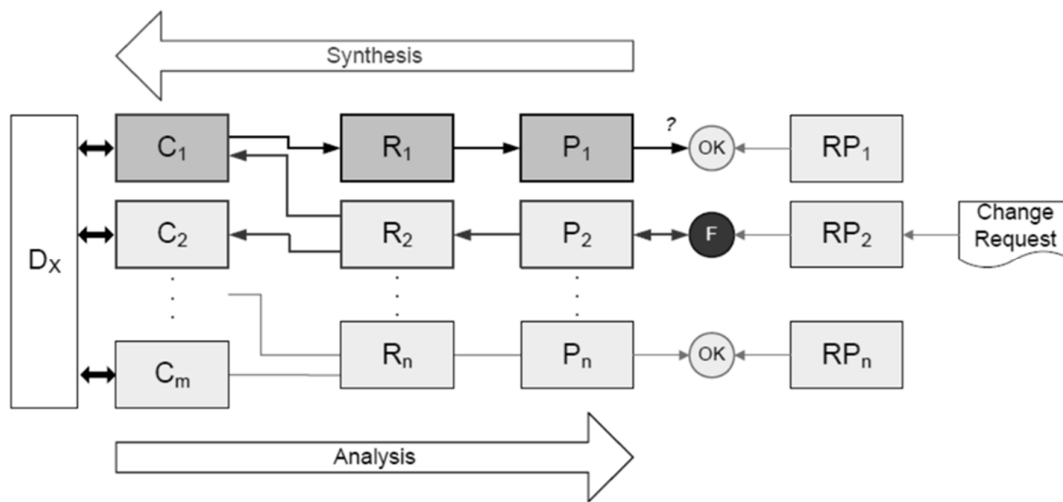 Synthesis
?
C₁ R₁ P₁ OK RP₁
C₂ R₂ P₂ F RP₂ Change
Request
Dₓ
Cₘ Rₙ Pₙ OK RPₙ
Analysis